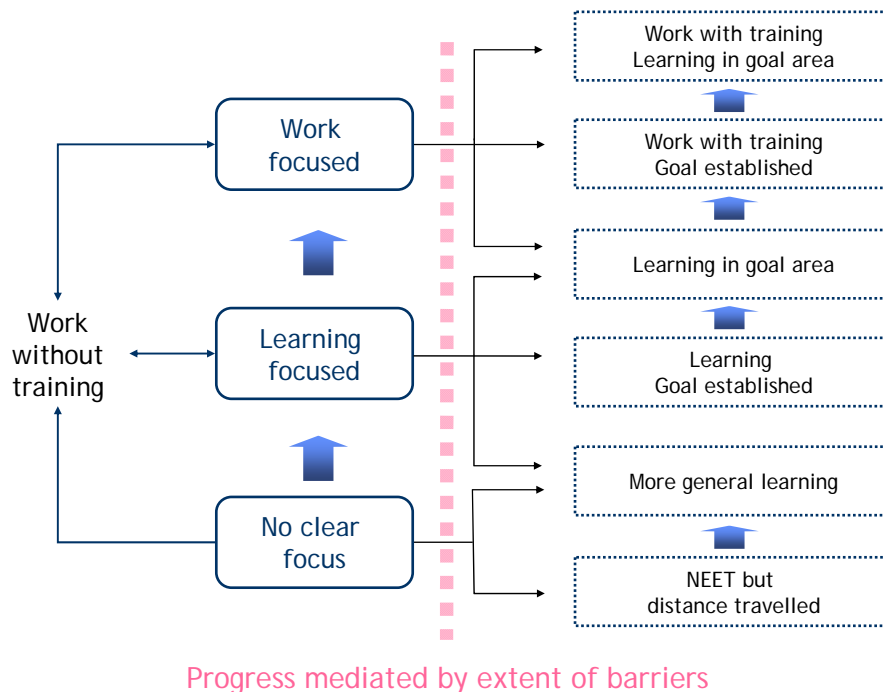 Work with training
Learning in goal area
Work
focused
Work with training
Goal established
Learning in goal area
Work
without
training
Learning
focused
Learning
Goal established
More general learning
No clear
focus
NEET but
distance travelled
Progress mediated by extent of barriers